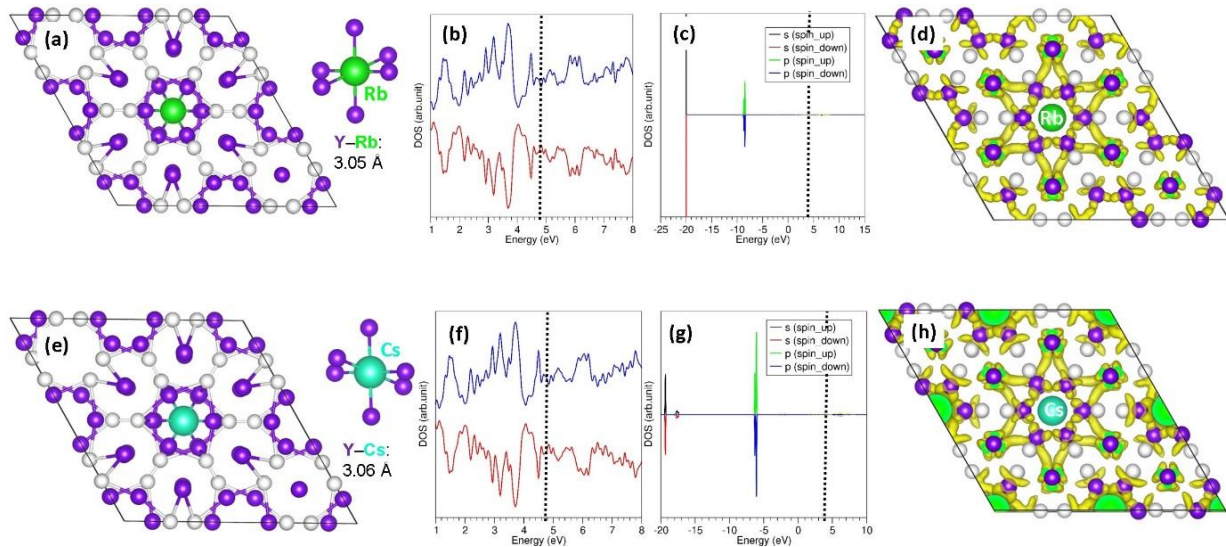 (a)
Rb
Y–Rb:
3.05 Å
(b)
DOS (arb.unit)
1 2 3 4 5 6 7 8
Energy (eV)
(c)
s (spin_up)
s (spin_down)
p (spin_up)
p (spin_down)
DOS (arb.unit)
-25 -20 -15 -10 -5 0 5 10 15
Energy (eV)
(d)
Rb
(e)
Cs
Y–Cs:
3.06 Å
(f)
DOS (arb.unit)
1 2 3 4 5 6 7 8
Energy (eV)
(g)
s (spin_up)
s (spin_down)
p (spin_up)
p (spin_down)
DOS (arb.unit)
-20 -15 -10 -5 0 5 10
Energy (eV)
(h)
Cs